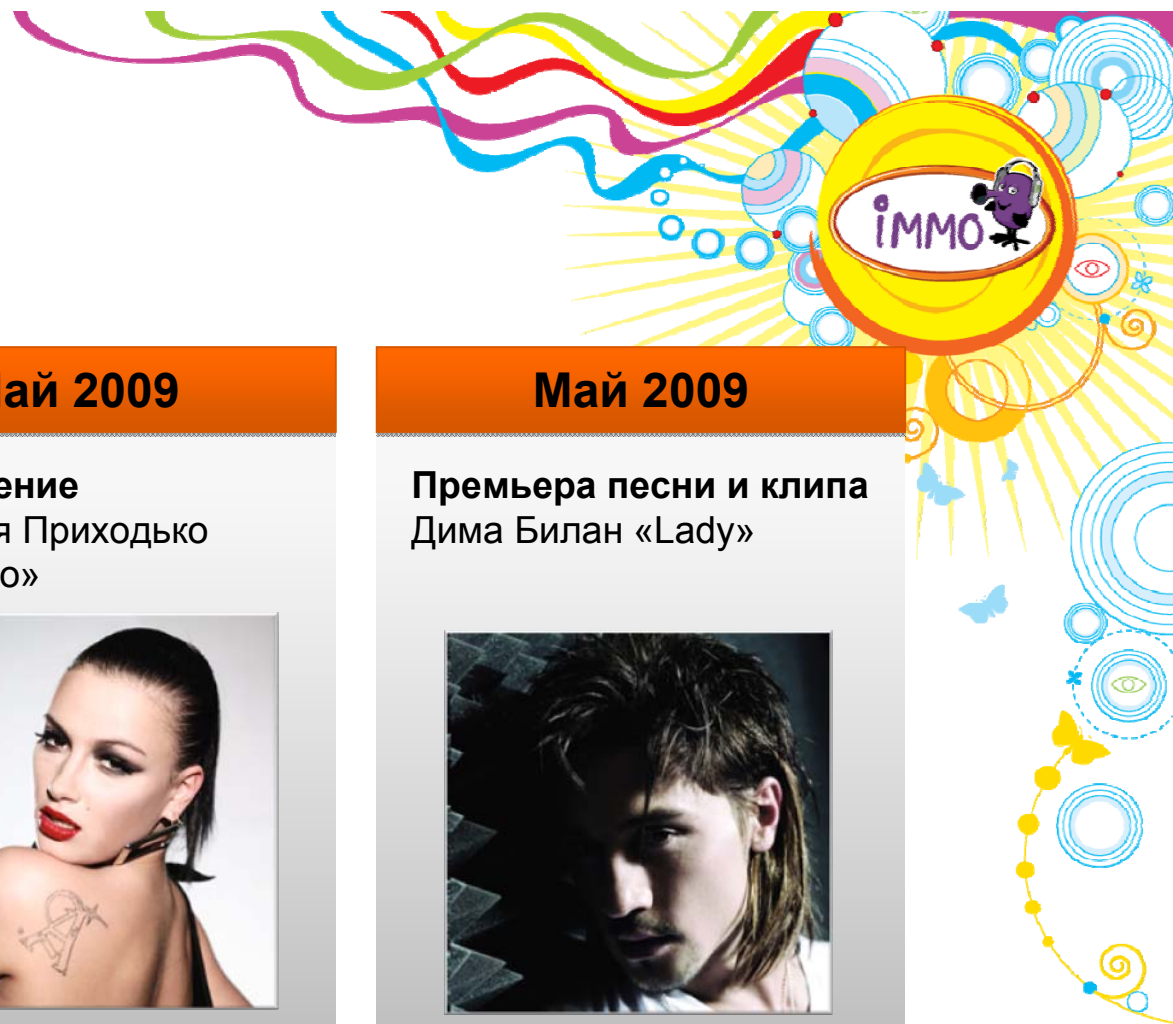 iMMO
ай 2009
ение
я Приходько
о»
Май 2009
Премьера песни и клипа
Дима Билан «Lady»